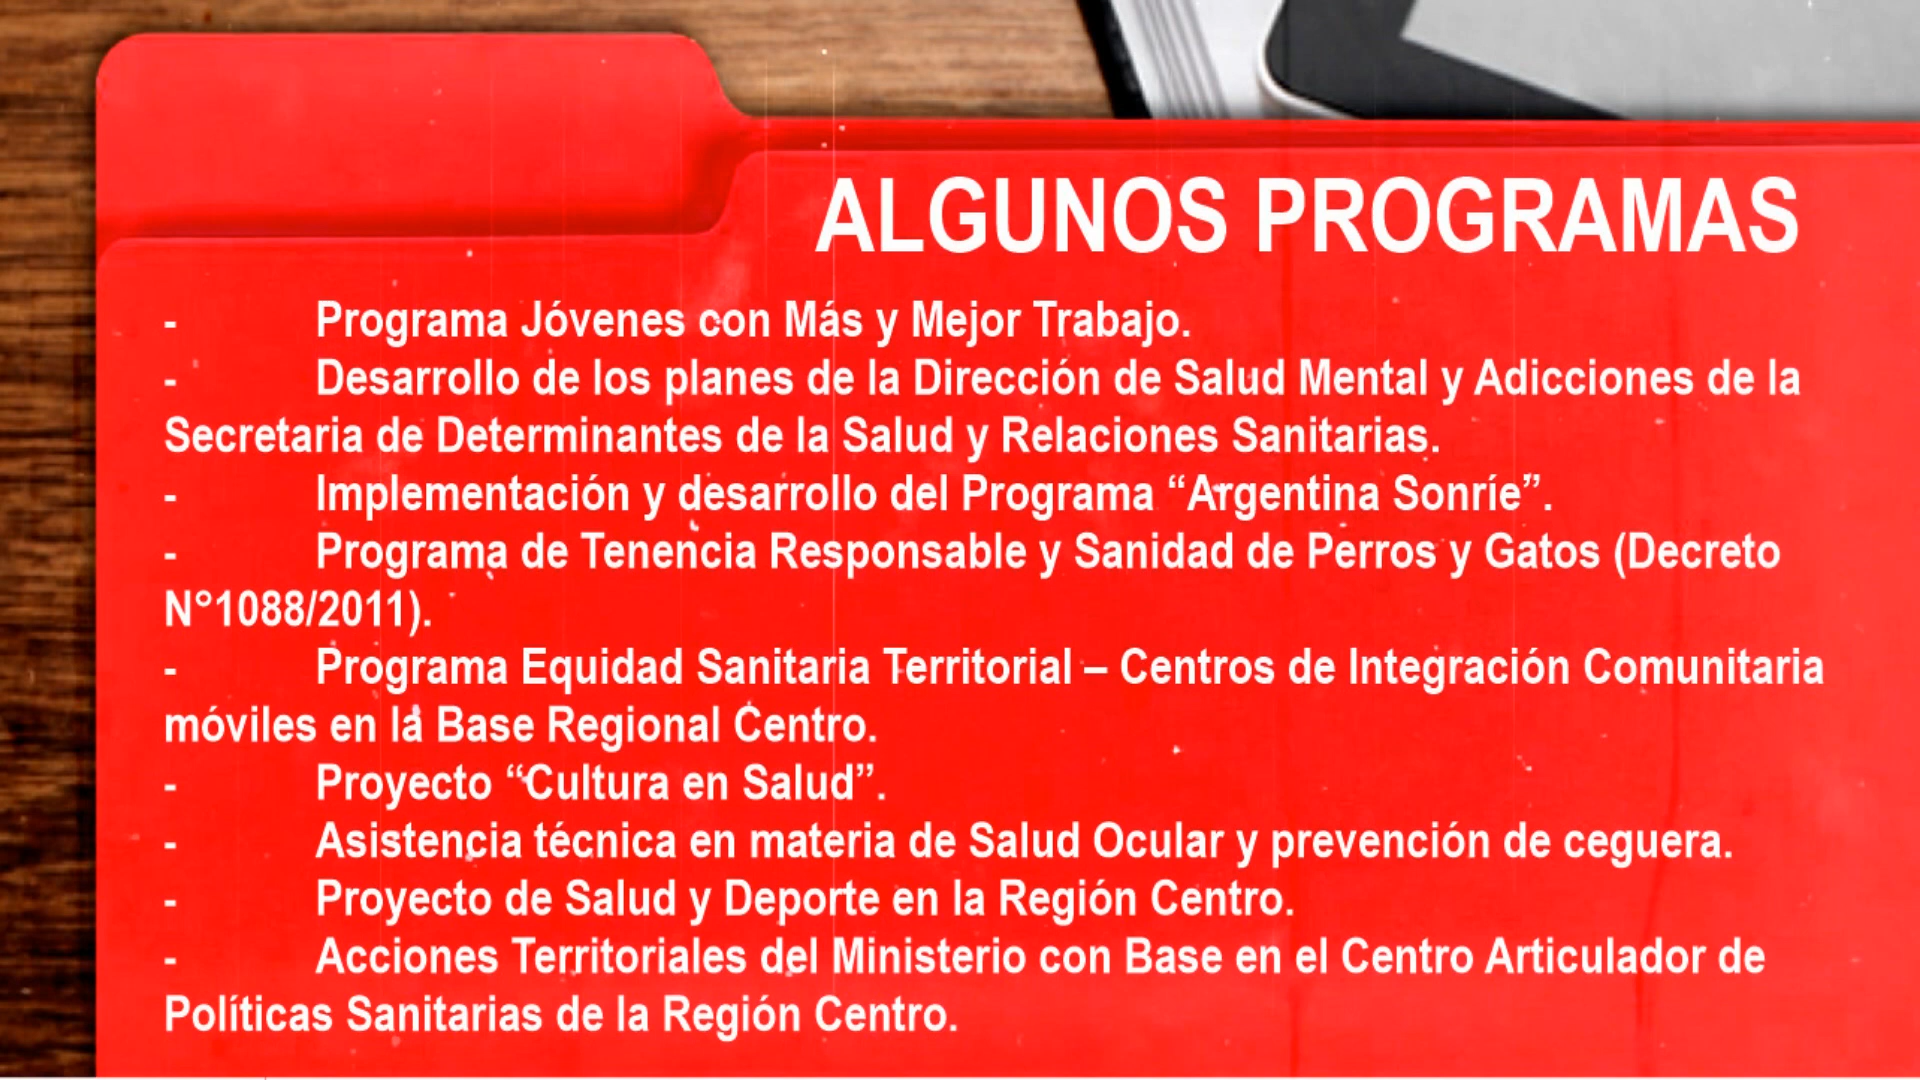 ALGUNOS PROGRAMAS
- Programa Jóvenes con Más y Mejor Trabajo.
- Desarrollo de los planes de la Dirección de Salud Mental y Adicciones de la
Secretaria de Determinantes de la Salud y Relaciones Sanitarias.
- Implementación y desarrollo del Programa “Argentina Sonríe”.
- Programa de Tenencia Responsable y Sanidad de Perros y Gatos (Decreto
N°1088/2011).
- Programa Equidad Sanitaria Territorial – Centros de Integración Comunitaria
móviles en la Base Regional Centro.
- Proyecto “Cultura en Salud”.
- Asistencia técnica en materia de Salud Ocular y prevención de ceguera.
- Proyecto de Salud y Deporte en la Región Centro.
- Acciones Territoriales del Ministerio con Base en el Centro Articulador de
Políticas Sanitarias de la Región Centro.